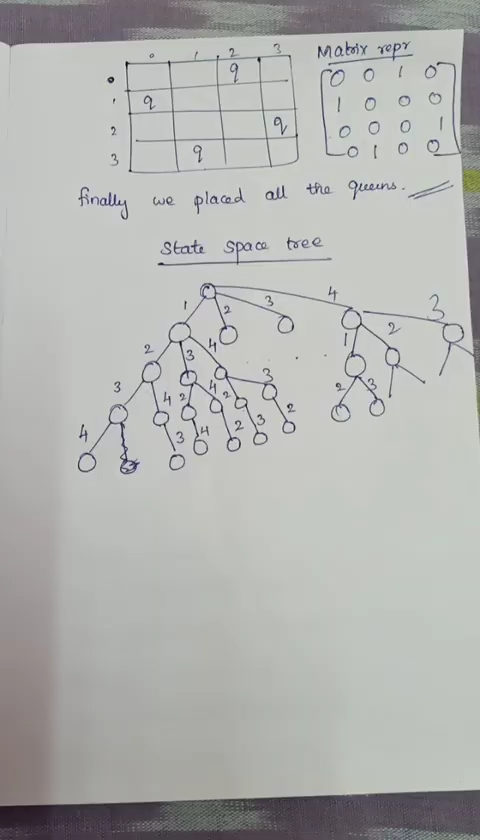 0 1 2 3
Matrix repr
0 q
0 0 1 0
1 q
1 0 0 0
2 q
0 0 0 1
3 q
0 1 0 0
finally we placed all the queens.
State space tree
1 2 3 4
1 2 3
2 3 4
3 4 2 4 2 3
2 3
4 3 4 2 3 2